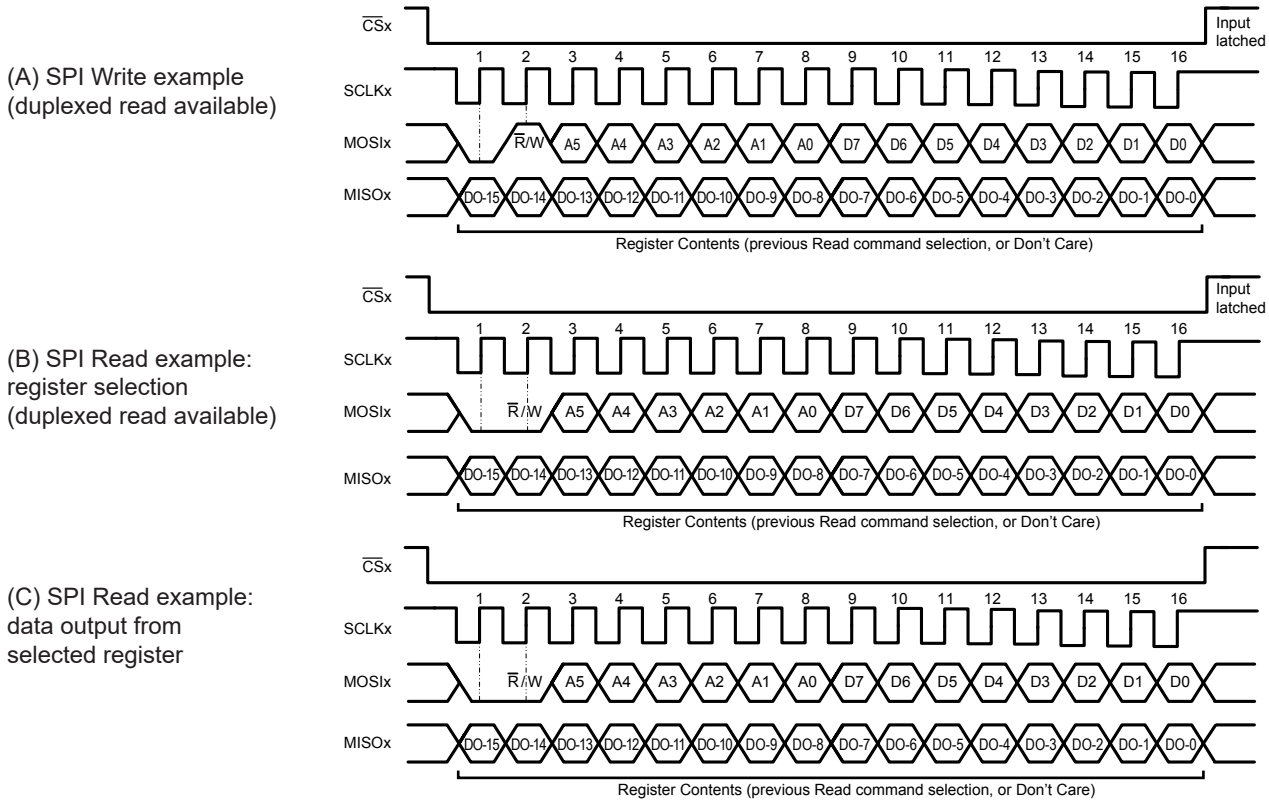 (A) SPI Write example
(duplexed read available)
CSx
Input
latched
1 2 3 4 5 6 7 8 9 10 11 12 13 14 15 16
SCLKx
MOSIx
R/W A5 A4 A3 A2 A1 A0 D7 D6 D5 D4 D3 D2 D1 D0
MISOx
DO-15 DO-14 DO-13 DO-12 DO-11 DO-10 DO-9 DO-8 DO-7 DO-6 DO-5 DO-4 DO-3 DO-2 DO-1 DO-0
Register Contents (previous Read command selection, or Don't Care)
(B) SPI Read example:
register selection
(duplexed read available)
CSx
Input
latched
1 2 3 4 5 6 7 8 9 10 11 12 13 14 15 16
SCLKx
MOSIx
R/W A5 A4 A3 A2 A1 A0 D7 D6 D5 D4 D3 D2 D1 D0
MISOx
DO-15 DO-14 DO-13 DO-12 DO-11 DO-10 DO-9 DO-8 DO-7 DO-6 DO-5 DO-4 DO-3 DO-2 DO-1 DO-0
Register Contents (previous Read command selection, or Don't Care)
(C) SPI Read example:
data output from
selected register
CSx
1 2 3 4 5 6 7 8 9 10 11 12 13 14 15 16
SCLKx
MOSIx
R/W A5 A4 A3 A2 A1 A0 D7 D6 D5 D4 D3 D2 D1 D0
MISOx
DO-15 DO-14 DO-13 DO-12 DO-11 DO-10 DO-9 DO-8 DO-7 DO-6 DO-5 DO-4 DO-3 DO-2 DO-1 DO-0
Register Contents (previous Read command selection, or Don't Care)